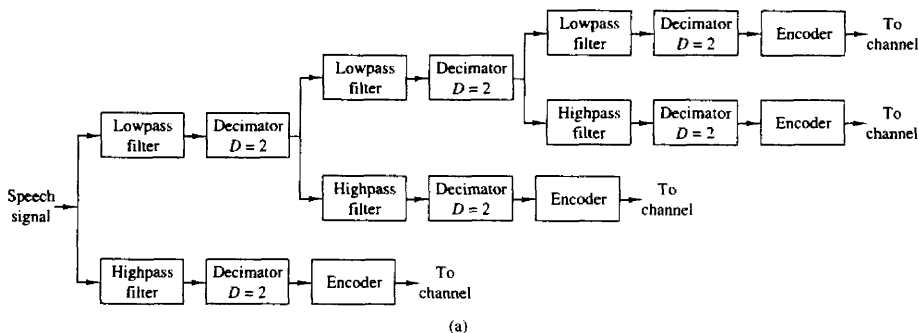 Lowpass
filter
Decimator
D = 2
Encoder
To
channel
Lowpass
filter
Decimator
D = 2
Highpass
filter
Decimator
D = 2
Encoder
To
channel
Lowpass
filter
Decimator
D = 2
Highpass
filter
Decimator
D = 2
Encoder
To
channel
Speech
signal
Highpass
filter
Decimator
D = 2
Encoder
To
channel
(a)